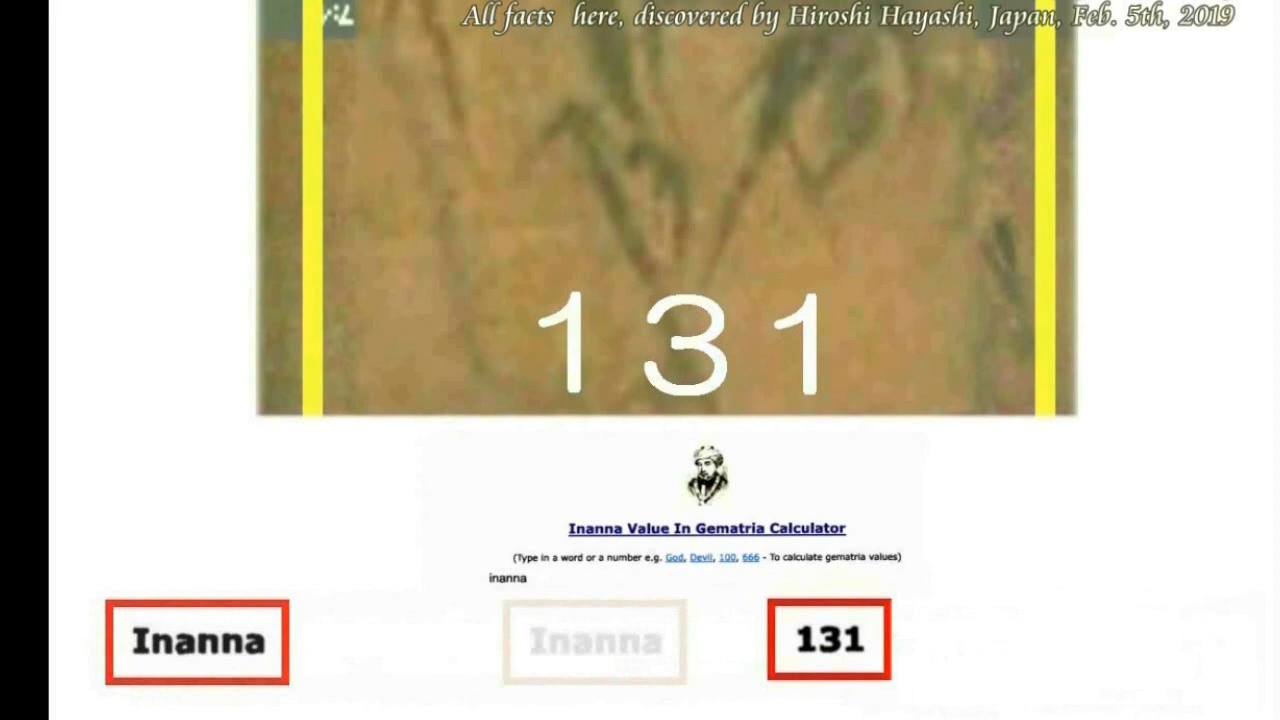 All facts here, discovered by Hiroshi Hayashi, Japan, Feb. 5th, 2019
131
Inanna Value In Gematria Calculator
(Type in a word or a number e.g. God, Devil, 100, 666 - To calculate gematria values)
inanna
Inanna Inanna 131